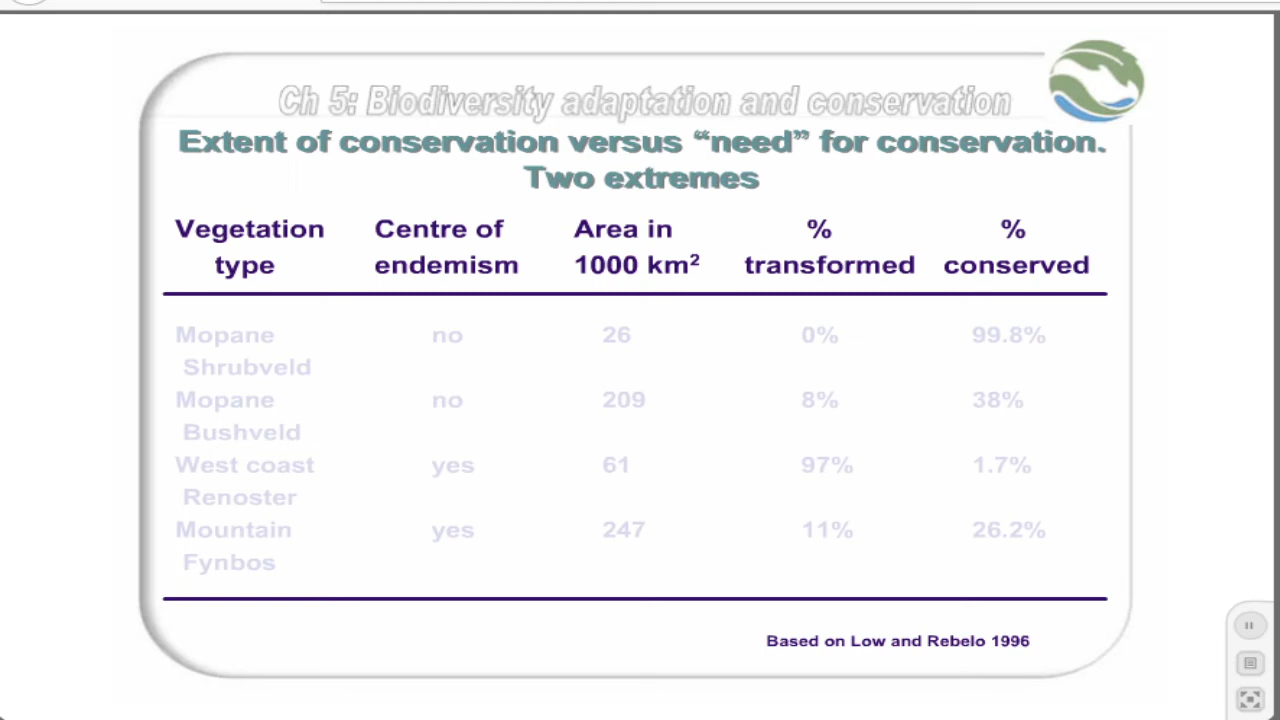 Ch 5: Biodiversity adaptation and conservation
Extent of conservation versus “need” for conservation.
Two extremes
Vegetation type Centre of endemism Area in 1000 km² % transformed % conserved
Mopane Shrubveld no 26 0% 99.8%
Mopane Bushveld no 209 8% 38%
West coast Renoster yes 61 97% 1.7%
Mountain Fynbos yes 247 11% 26.2%
Based on Low and Rebelo 1996